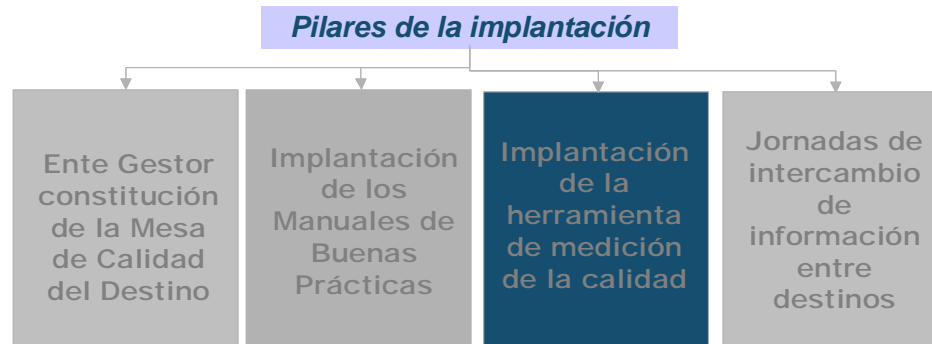 Pilares de la implantación
Ente Gestor
constitución
de la Mesa
de Calidad
del Destino
Implantación
de los
Manuales de
Buenas
Prácticas
Implantación
de la
herramienta
de medición
de la calidad
Jornadas de
intercambio
de
información
entre
destinos